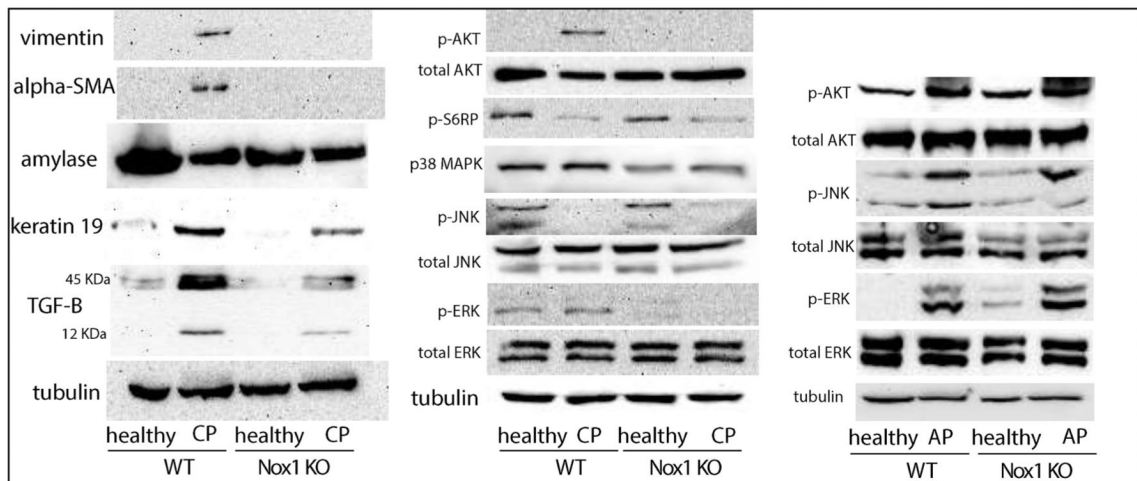 vimentin
alpha-SMA
amylase
keratin 19
45 KDa
TGF-B
12 KDa
tubulin
healthy CP healthy CP
WT Nox1 KO
p-AKT
total AKT
p-S6RP
p38 MAPK
p-JNK
total JNK
p-ERK
total ERK
tubulin
healthy CP healthy CP
WT Nox1 KO
p-AKT
total AKT
p-JNK
total JNK
p-ERK
total ERK
tubulin
healthy AP healthy AP
WT Nox1 KO